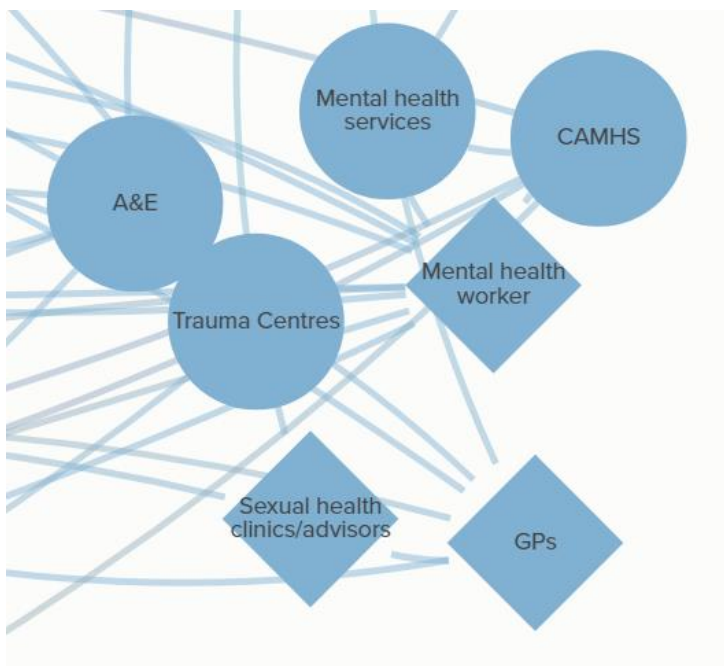 Mental health
services
CAMHS
A&E
Mental health
worker
Trauma Centres
Sexual health
clinics/advisors
GPs